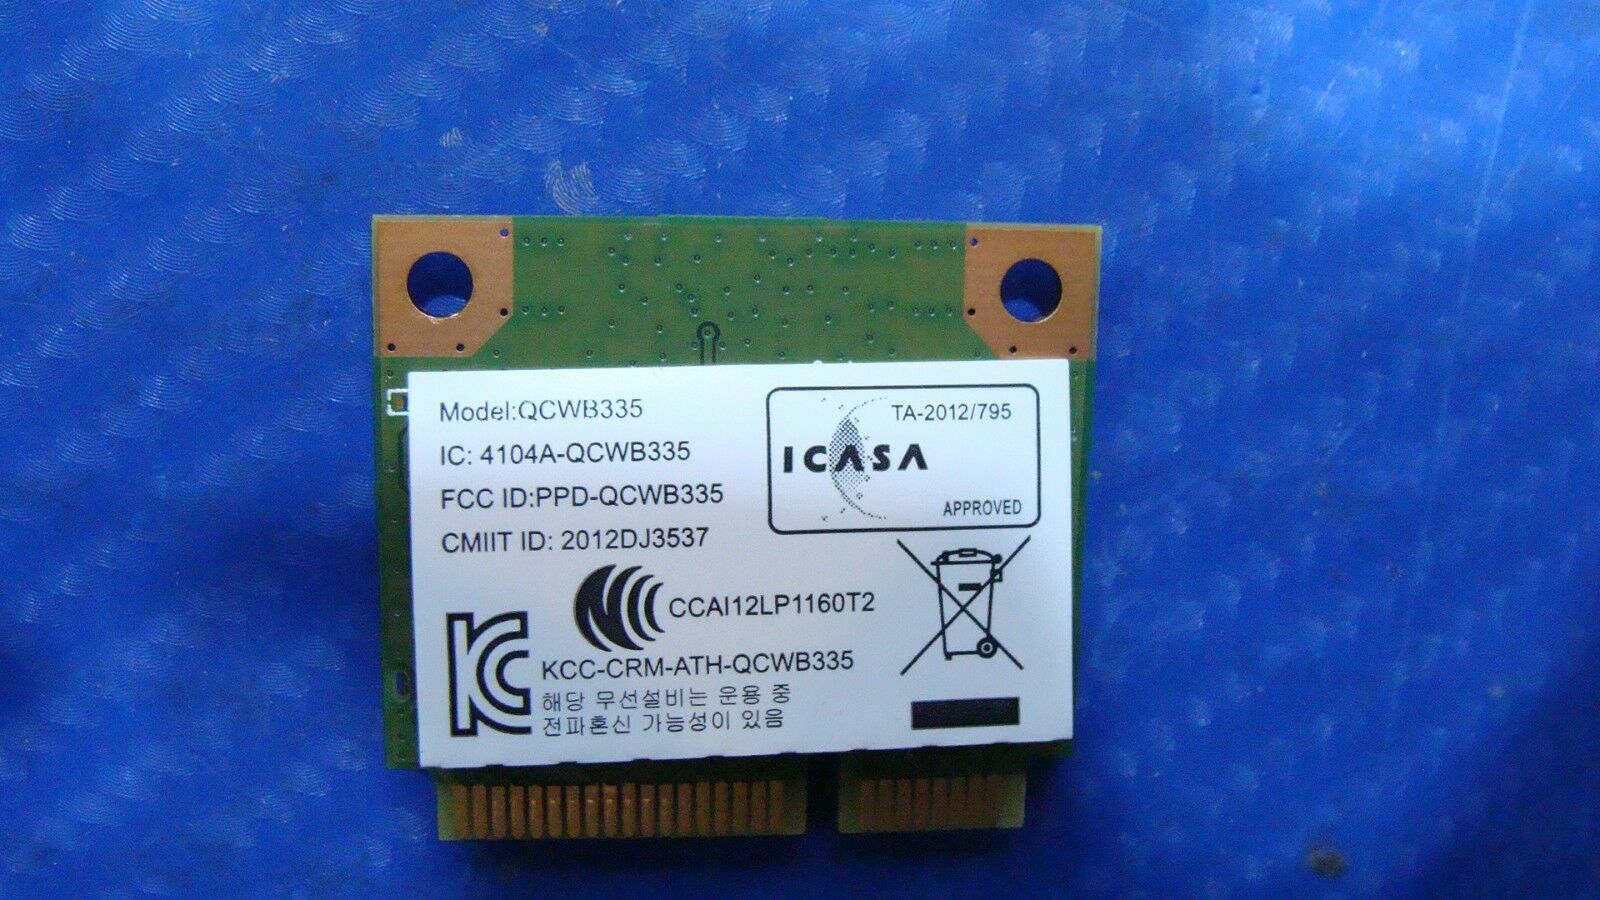 Model:QCWB335
IC: 4104A-QCWB335
FCC ID:PPD-QCWB335
CMIIT ID: 2012DJ3537
TA-2012/795
ICASA
APPROVED
CCAI12LP1160T2
KCC-CRM-ATH-QCWB335
해당 무선설비는 운용 중
전파혼신 가능성이 있음